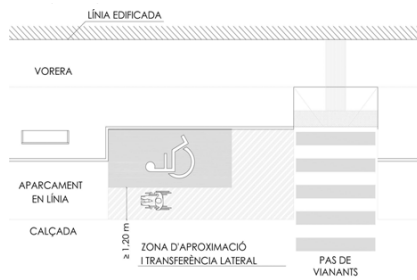 LÍNIA EDIFICADA
VORERA
APARCAMENT
EN LÍNIA
CALÇADA
≥ 1,20 m
ZONA D'APROXIMACIÓ
I TRANSFERÈNCIA LATERAL
PAS DE
VIANANTS